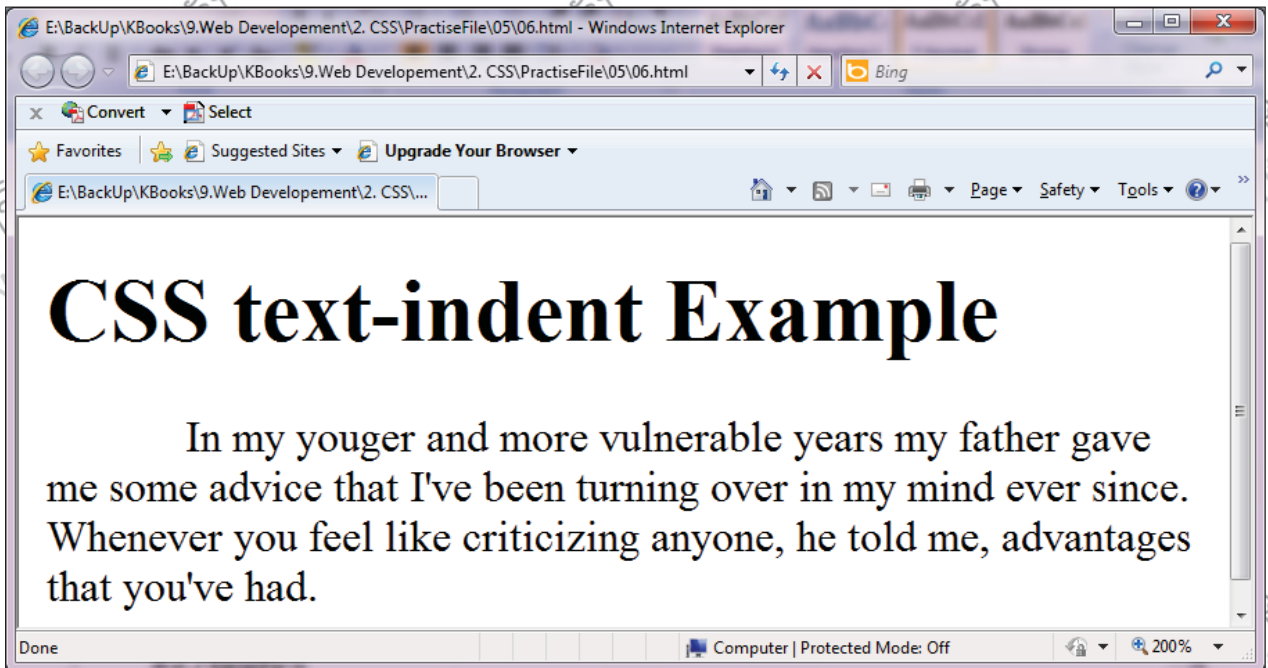 E:\BackUp\KBooks\9.Web Developement\2. CSS\PractiseFile\05\06.html - Windows Internet Explorer
E:\BackUp\KBooks\9.Web Developement\2. CSS\PractiseFile\05\06.html Bing
x Convert Select
Favorites Suggested Sites Upgrade Your Browser
E:\BackUp\KBooks\9.Web Developement\2. CSS\... Page Safety Tools
CSS text-indent Example
In my youger and more vulnerable years my father gave
me some advice that I've been turning over in my mind ever since.
Whenever you feel like criticizing anyone, he told me, advantages
that you've had.
Done Computer | Protected Mode: Off 200%